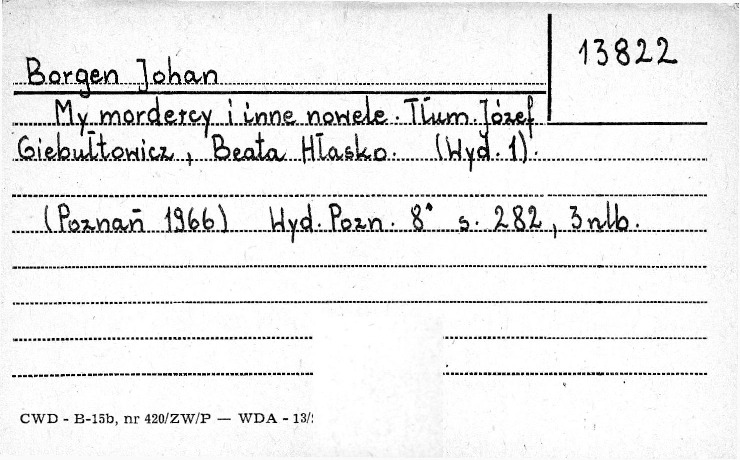 13822
Borgen Johan
My mordercy i inne nowele. Tłum. Józef
Giebułtowicz, Beata Hłasko. (Wyd. 1).
(Poznań 1966) Wyd. Pozn. 8° s. 282, 3 nlb.
CWD - B-15b, nr 420/ZW/P — WDA - 13/